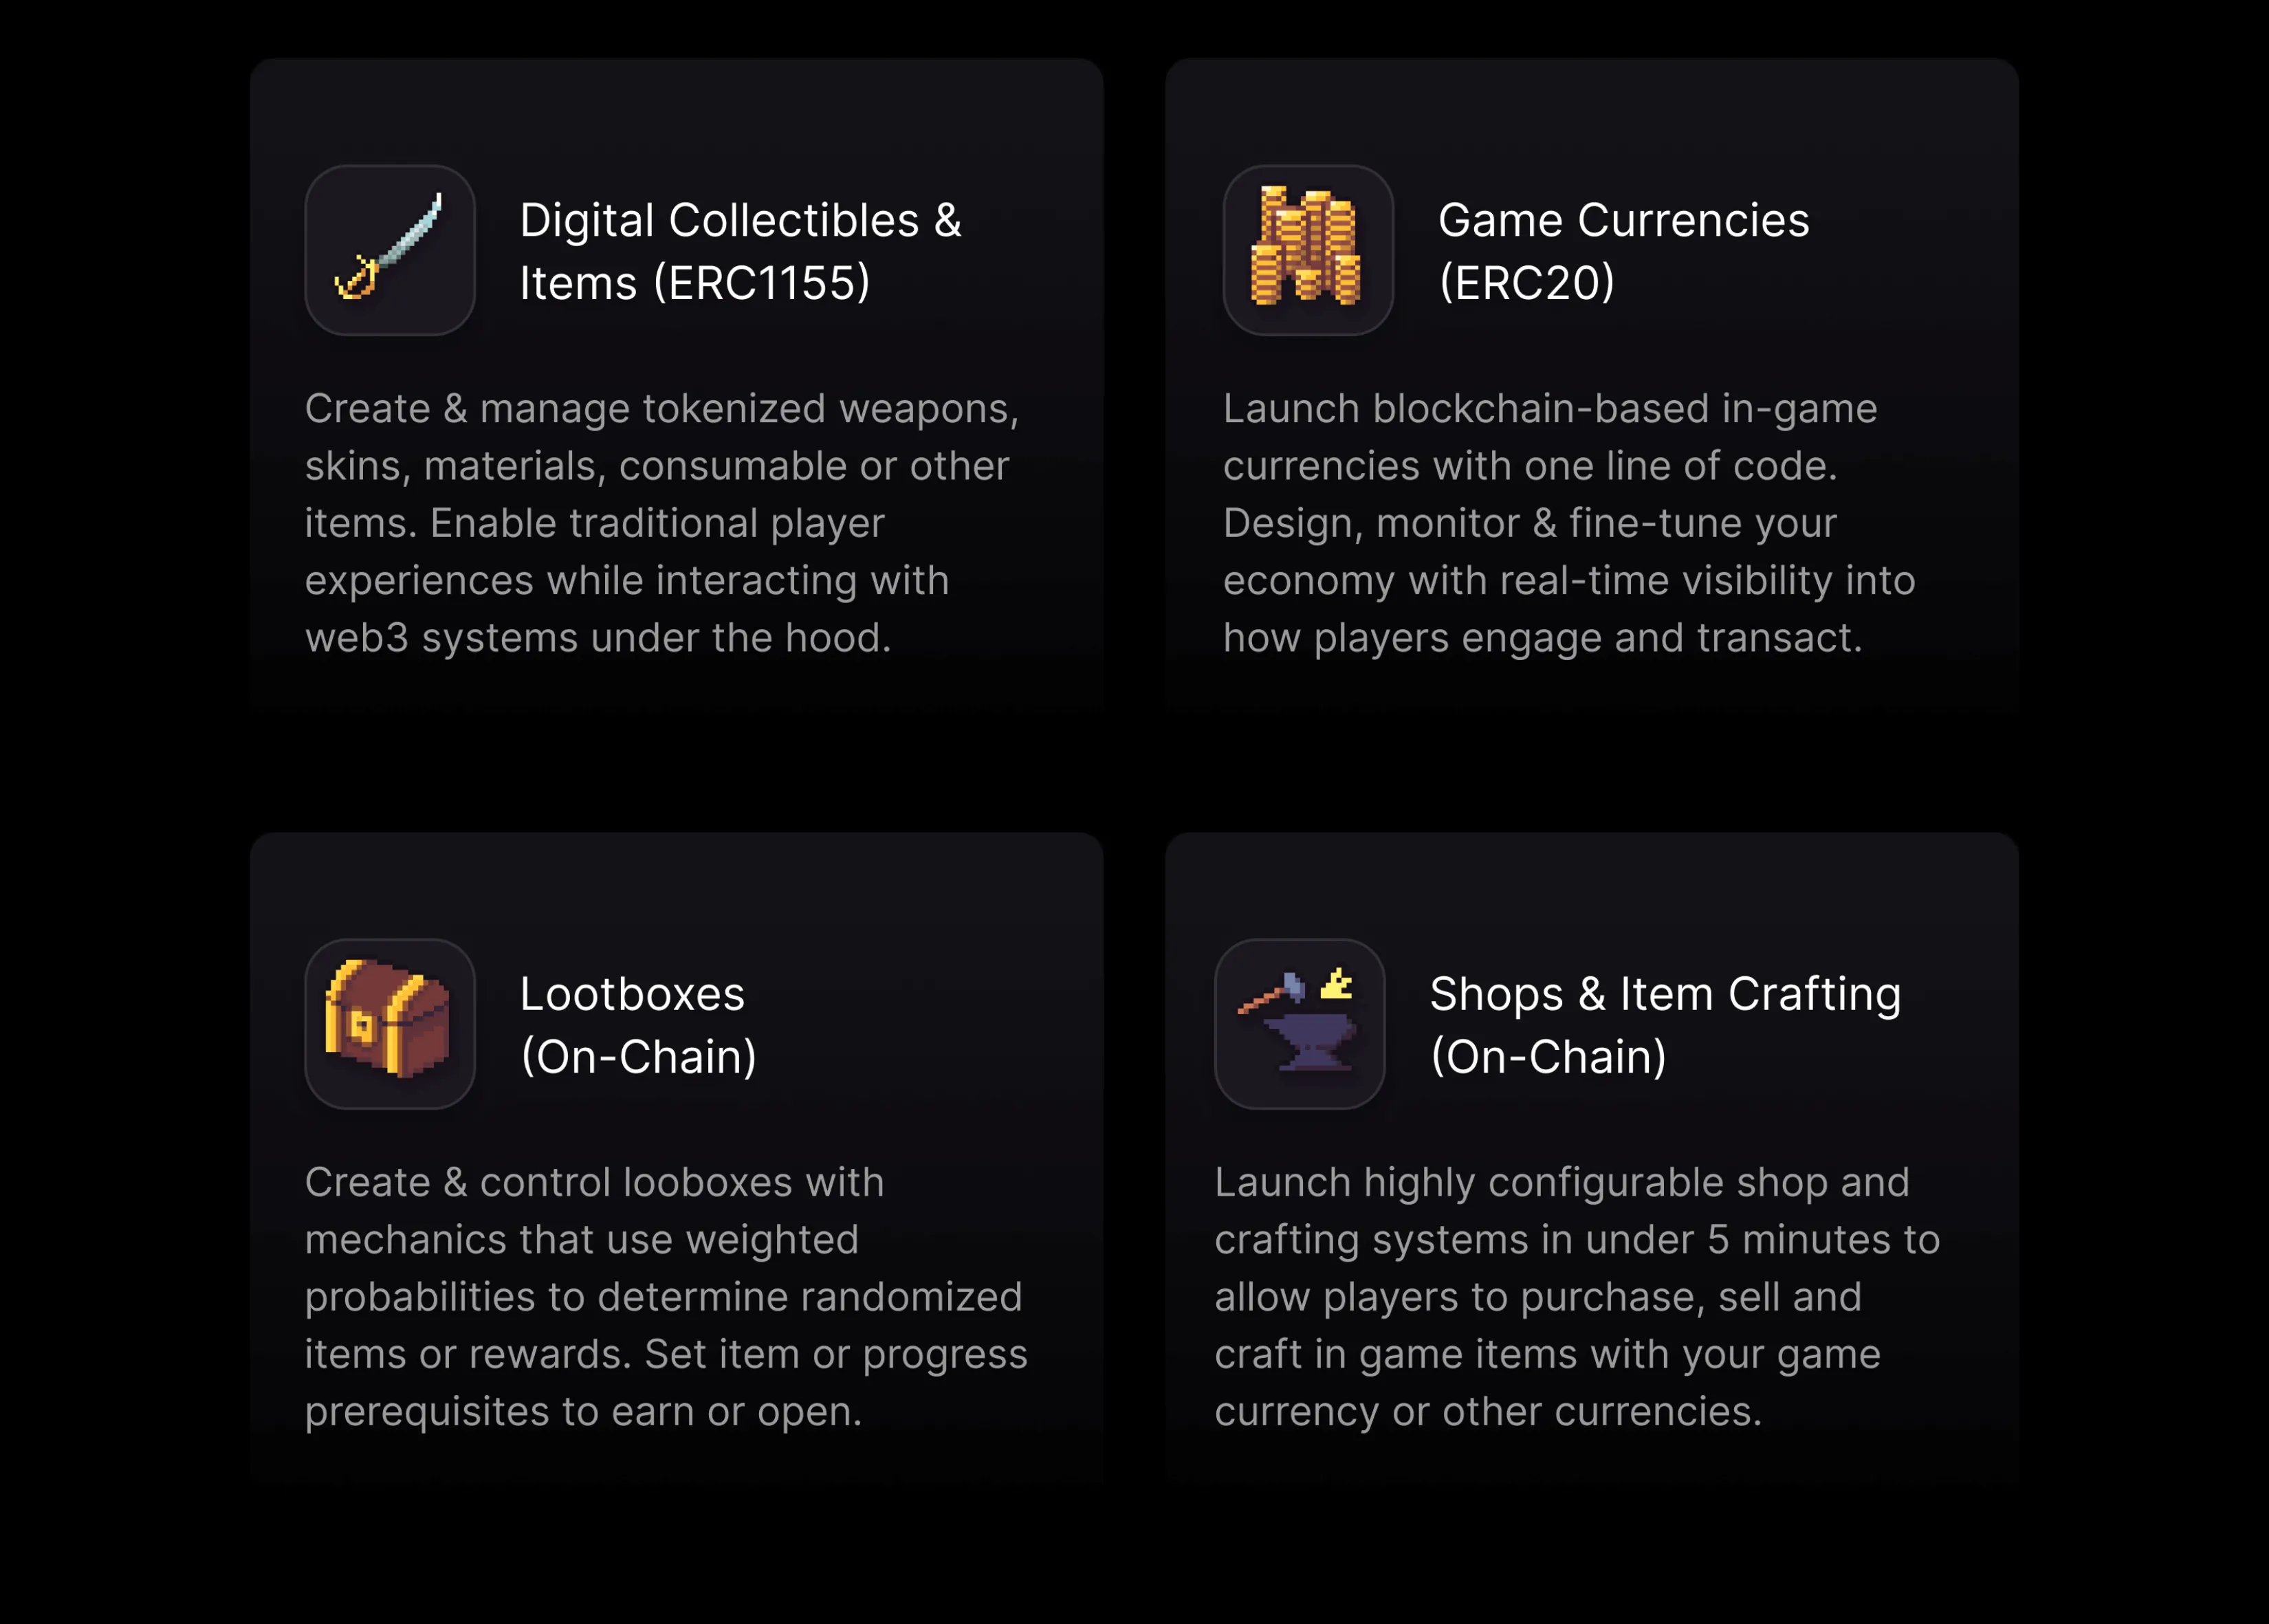 Digital Collectibles &
Items (ERC1155)
Create & manage tokenized weapons,
skins, materials, consumable or other
items. Enable traditional player
experiences while interacting with
web3 systems under the hood.
Game Currencies
(ERC20)
Launch blockchain-based in-game
currencies with one line of code.
Design, monitor & fine-tune your
economy with real-time visibility into
how players engage and transact.
Lootboxes
(On-Chain)
Create & control looboxes with
mechanics that use weighted
probabilities to determine randomized
items or rewards. Set item or progress
prerequisites to earn or open.
Shops & Item Crafting
(On-Chain)
Launch highly configurable shop and
crafting systems in under 5 minutes to
allow players to purchase, sell and
craft in game items with your game
currency or other currencies.